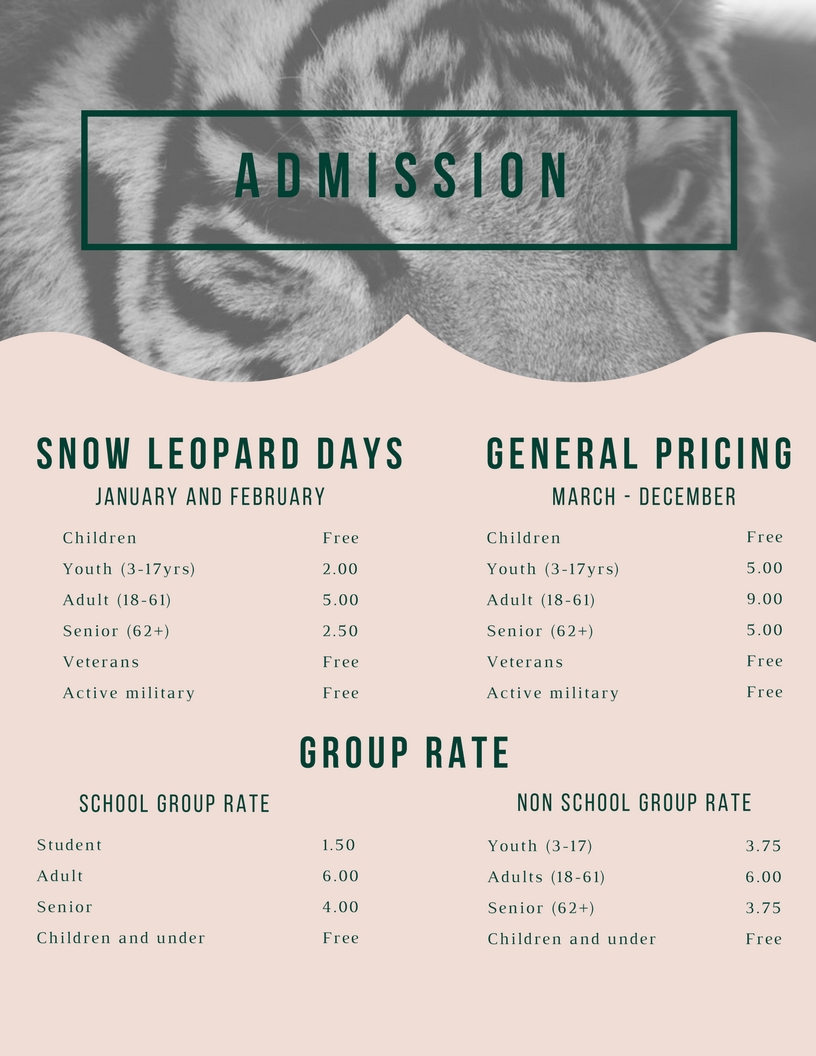 ADMISSION
SNOW LEOPARD DAYS
JANUARY AND FEBRUARY
Children Free
Youth (3-17yrs) 2.00
Adult (18-61) 5.00
Senior (62+) 2.50
Veterans Free
Active military Free
GENERAL PRICING
MARCH - DECEMBER
Children Free
Youth (3-17yrs) 5.00
Adult (18-61) 9.00
Senior (62+) 5.00
Veterans Free
Active military Free
GROUP RATE
SCHOOL GROUP RATE
Student 1.50
Adult 6.00
Senior 4.00
Children and under Free
NON SCHOOL GROUP RATE
Youth (3-17) 3.75
Adults (18-61) 6.00
Senior (62+) 3.75
Children and under Free